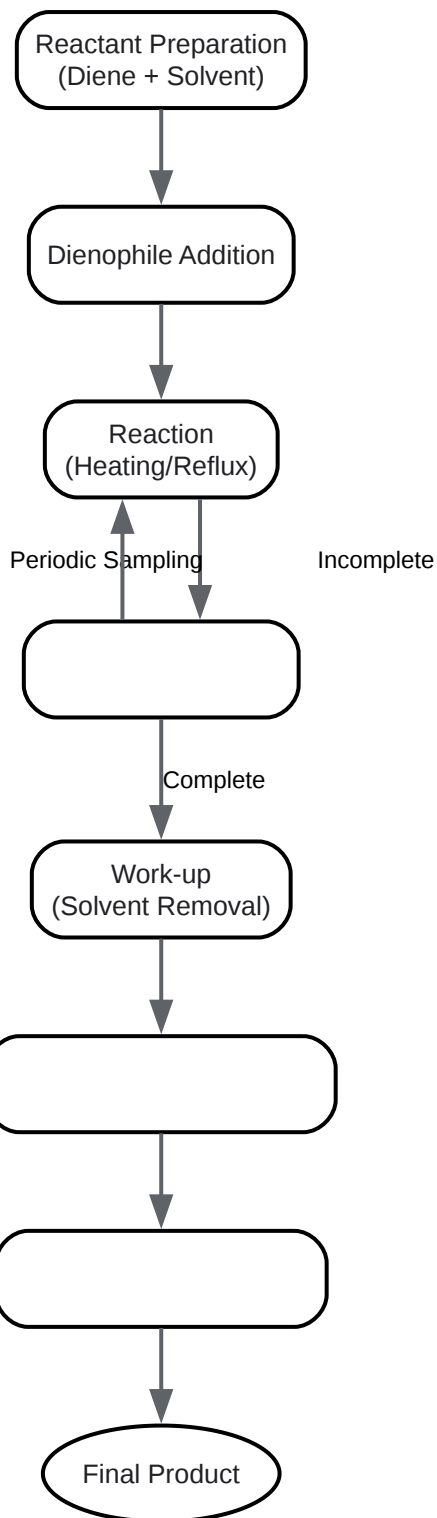 Reactant Preparation
(Diene + Solvent)
Dienophile Addition
Reaction
(Heating/Reflux)
Periodic Sampling
Incomplete
Complete
Work-up
(Solvent Removal)
Final Product